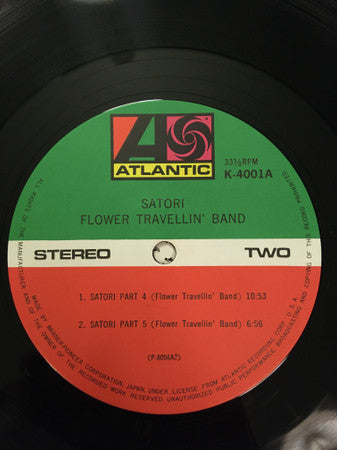 ATLANTIC
33⅓RPM
K-4001A
SATORI
FLOWER TRAVELLIN' BAND
STEREO
TWO
1. SATORI PART 4 (Flower Travellin' Band) 10:53
2. SATORI PART 5 (Flower Travellin' Band) 6:56
(P-8056A2)
MADE BY WARNER-PIONEER CORPORATION, JAPAN, UNDER LICENSE FROM ATLANTIC RECORDING CORP. U.S.A.
ALL RIGHTS OF THE MANUFACTURER AND OF THE OWNER OF THE RECORDED WORK RESERVED. UNAUTHORIZED PUBLIC PERFORMANCE, BROADCASTING AND COPYING OF THIS RECORD PROHIBITED.